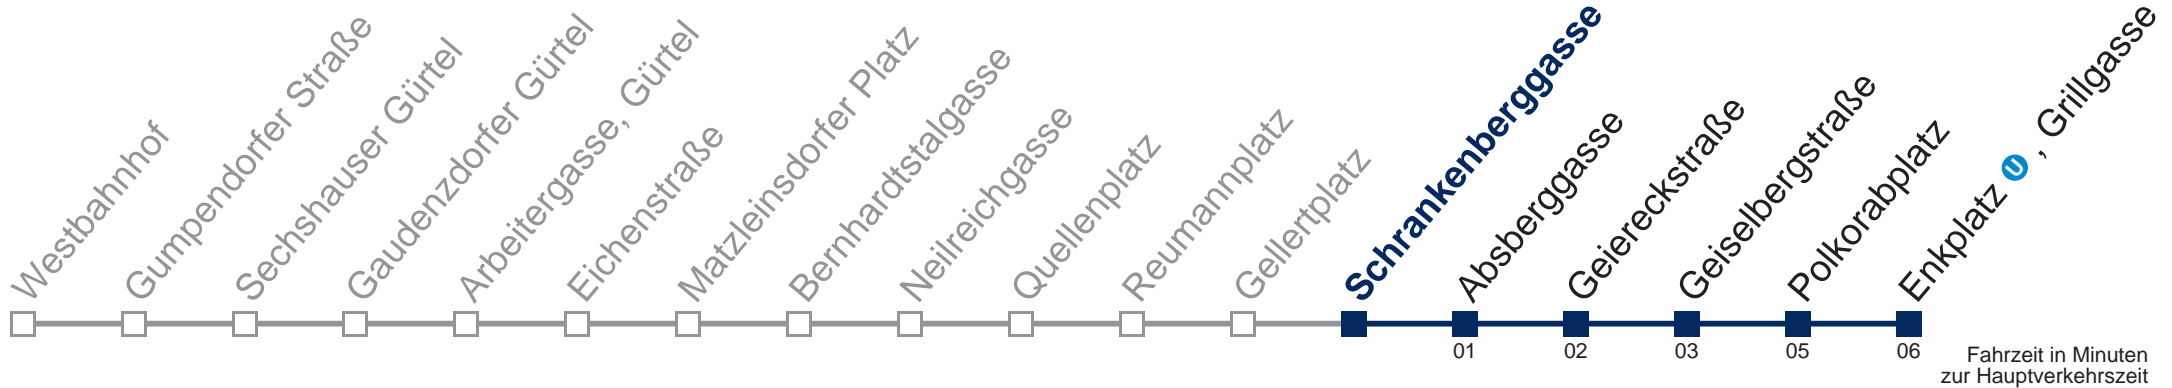 Westbahnhof
Gumpendorfer Straße
Sechshauser Gürtel
Gaudenzdorfer Gürtel
Arbeitergasse, Gürtel
Eichenstraße
Matzleinsdorfer Platz
Bernhardtstalgasse
Neilreichgasse
Quellenplatz
Reumannplatz
Gellertplatz
Schrankenberggasse
Absberggasse
Geiereckstraße
Geiselbergstraße
Polkorabplatz
Enkplatz U , Grillgasse
01 02 03 05 06
Fahrzeit in Minuten
zur Hauptverkehrszeit